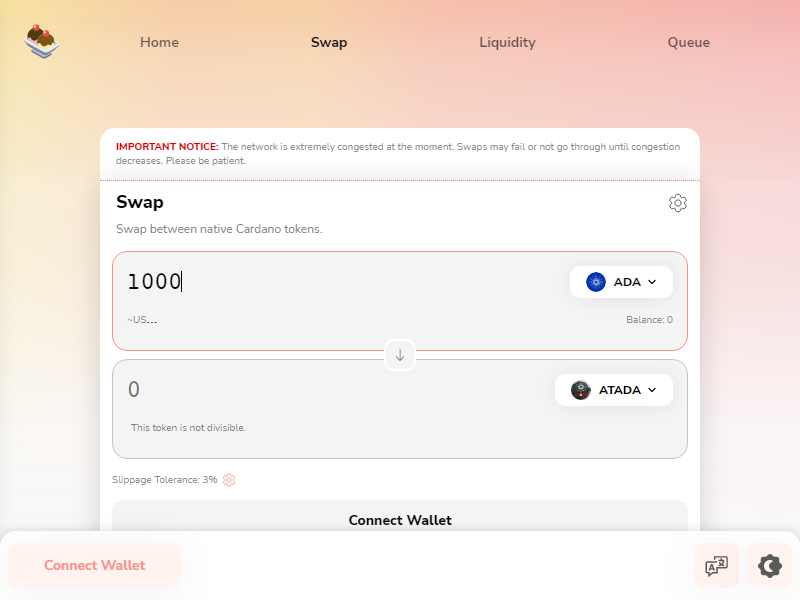 Home
Swap
Liquidity
Queue
IMPORTANT NOTICE: The network is extremely congested at the moment. Swaps may fail or not go through until congestion
decreases. Please be patient.
Swap
Swap between native Cardano tokens.
1000
ADA
~US...
Balance: 0
0
ATADA
This token is not divisible.
Slippage Tolerance: 3%
Connect Wallet
Connect Wallet